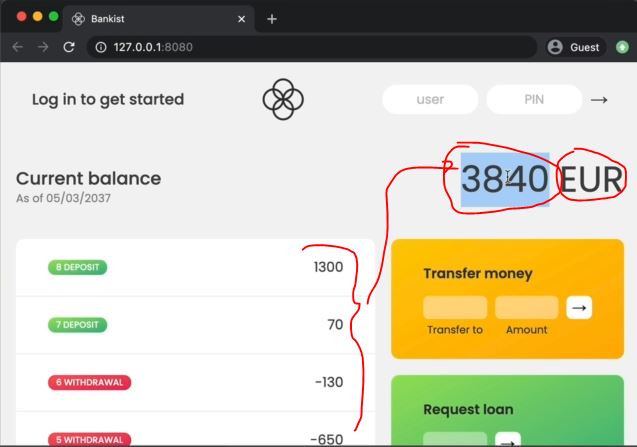 Bankist
127.0.0.1:8080
Guest
Log in to get started
user
PIN
→
Current balance
As of 05/03/2037
3840 EUR
8 DEPOSIT
1300
7 DEPOSIT
70
6 WITHDRAWAL
-130
5 WITHDRAWAL
-650
Transfer money
→
Transfer to
Amount
Request loan
→